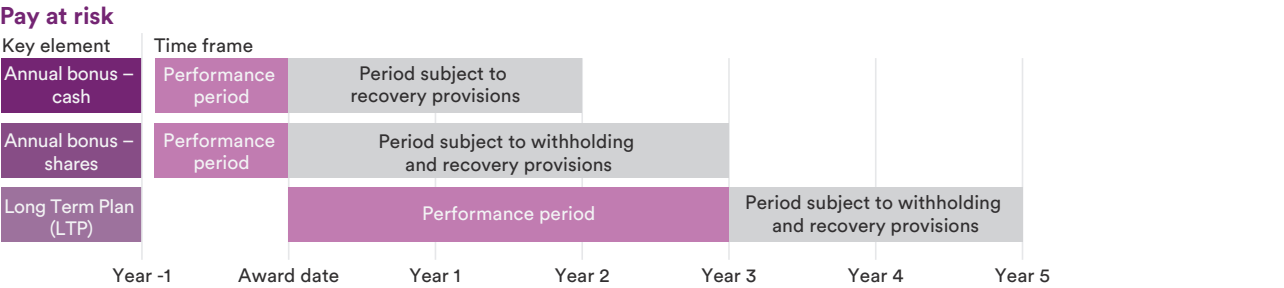 Pay at risk
Key element
Time frame
Annual bonus –
cash
Performance
period
Period subject to
recovery provisions
Annual bonus –
shares
Performance
period
Period subject to withholding
and recovery provisions
Long Term Plan
(LTP)
Performance period
Period subject to withholding
and recovery provisions
Year -1
Award date
Year 1
Year 2
Year 3
Year 4
Year 5